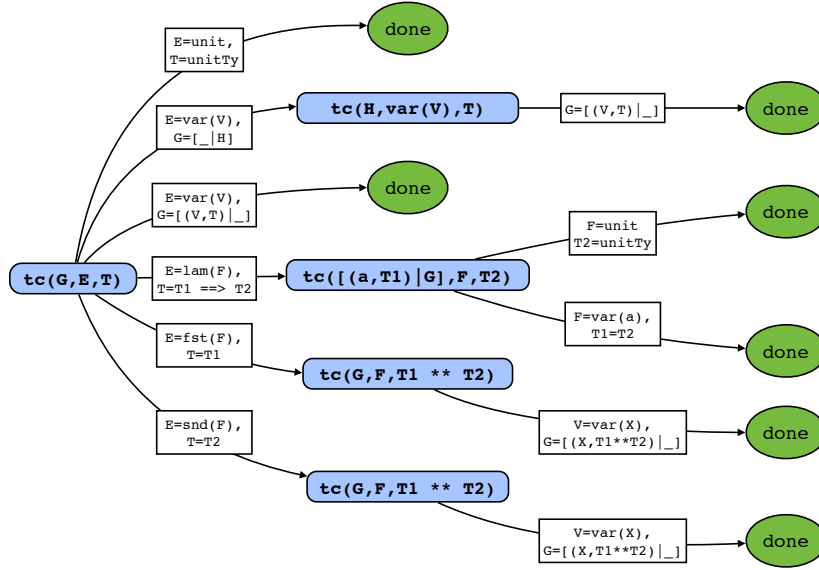 E=unit,
T=unitTy
done
E=var(V),
G=[_|H]
tc(H,var(V),T)
G=[(V,T)|_]
done
E=var(V),
G=[(V,T)|_]
done
tc(G,E,T)
E=lam(F),
T=T1 ==> T2
tc([(a,T1)|G],F,T2)
F=unit
T2=unitTy
done
F=var(a),
T1=T2
done
E=fst(F),
T=T1
tc(G,F,T1 ** T2)
V=var(X),
G=[(X,T1**T2)|_]
done
E=snd(F),
T=T2
tc(G,F,T1 ** T2)
V=var(X),
G=[(X,T1**T2)|_]
done